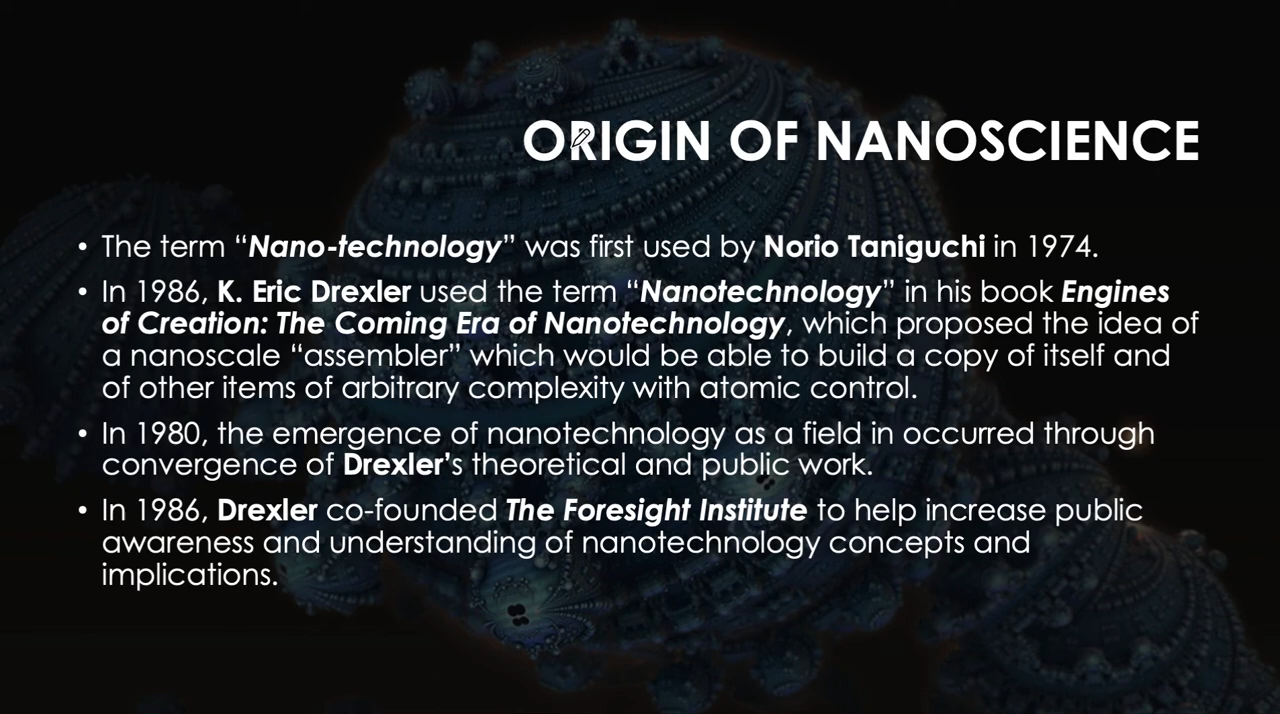 ORIGIN OF NANOSCIENCE
• The term “Nano-technology” was first used by Norio Taniguchi in 1974.
• In 1986, K. Eric Drexler used the term “Nanotechnology” in his book Engines
of Creation: The Coming Era of Nanotechnology, which proposed the idea of
a nanoscale “assembler” which would be able to build a copy of itself and
of other items of arbitrary complexity with atomic control.
• In 1980, the emergence of nanotechnology as a field in occurred through
convergence of Drexler’s theoretical and public work.
• In 1986, Drexler co-founded The Foresight Institute to help increase public
awareness and understanding of nanotechnology concepts and
implications.